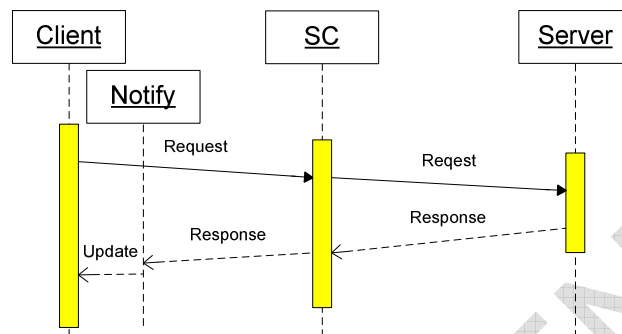 Client
SC
Server
Notify
Request
Reqest
Response
Response
Update